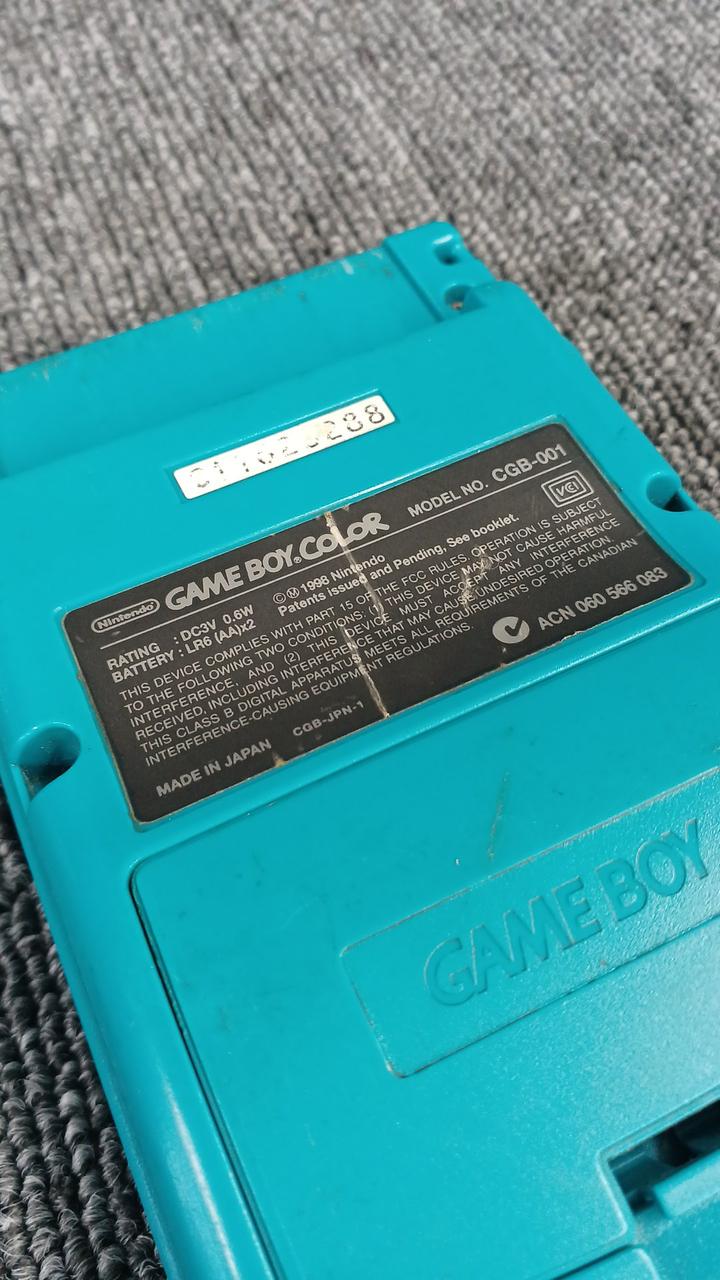 Nintendo GAME BOY COLOR MODEL NO. CGB-001
RATING : DC3V 0.6W © Ⓜ 1998 Nintendo
BATTERY : LR6 (AA)x2 Patents issued and Pending, See booklet. VCI
THIS DEVICE COMPLIES WITH PART 15 OF THE FCC RULES. OPERATION IS SUBJECT
TO THE FOLLOWING TWO CONDITIONS: (1) THIS DEVICE MAY NOT CAUSE HARMFUL
INTERFERENCE, AND (2) THIS DEVICE MUST ACCEPT ANY INTERFERENCE
RECEIVED, INCLUDING INTERFERENCE THAT MAY CAUSE UNDESIRED OPERATION.
THIS CLASS B DIGITAL APPARATUS MEETS ALL REQUIREMENTS OF THE CANADIAN
INTERFERENCE-CAUSING EQUIPMENT REGULATIONS.
MADE IN JAPAN CGB-JPN-1 ACN 060 566 083
GAME BOY